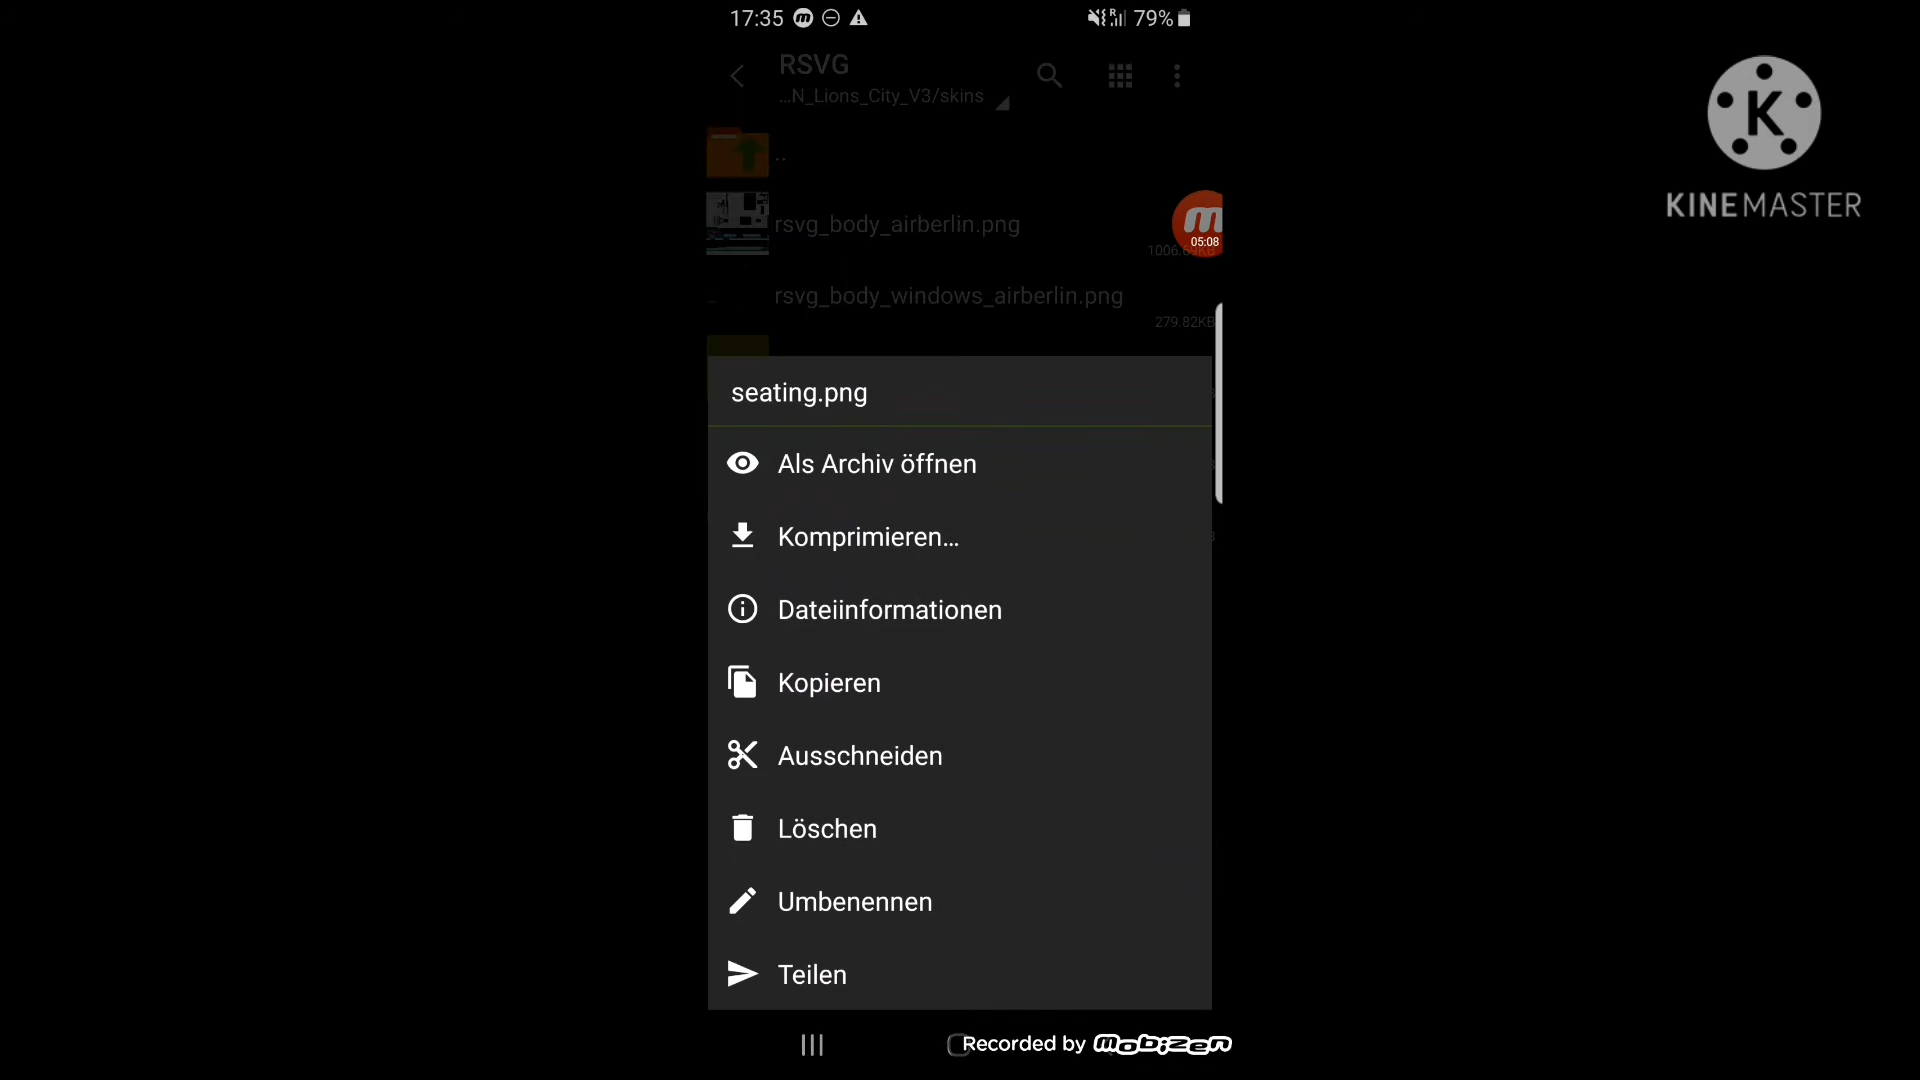 17:35 79%
RSVG
...N_Lions_City_V3/skins
..
rsvg_body_airberlin.png
05:08
rsvg_body_windows_airberlin.png
279.82KB
seating.png
Als Archiv öffnen
Komprimieren...
Dateiinformationen
Kopieren
Ausschneiden
Löschen
Umbenennen
Teilen
Recorded by mobizen
K
KINEMASTER